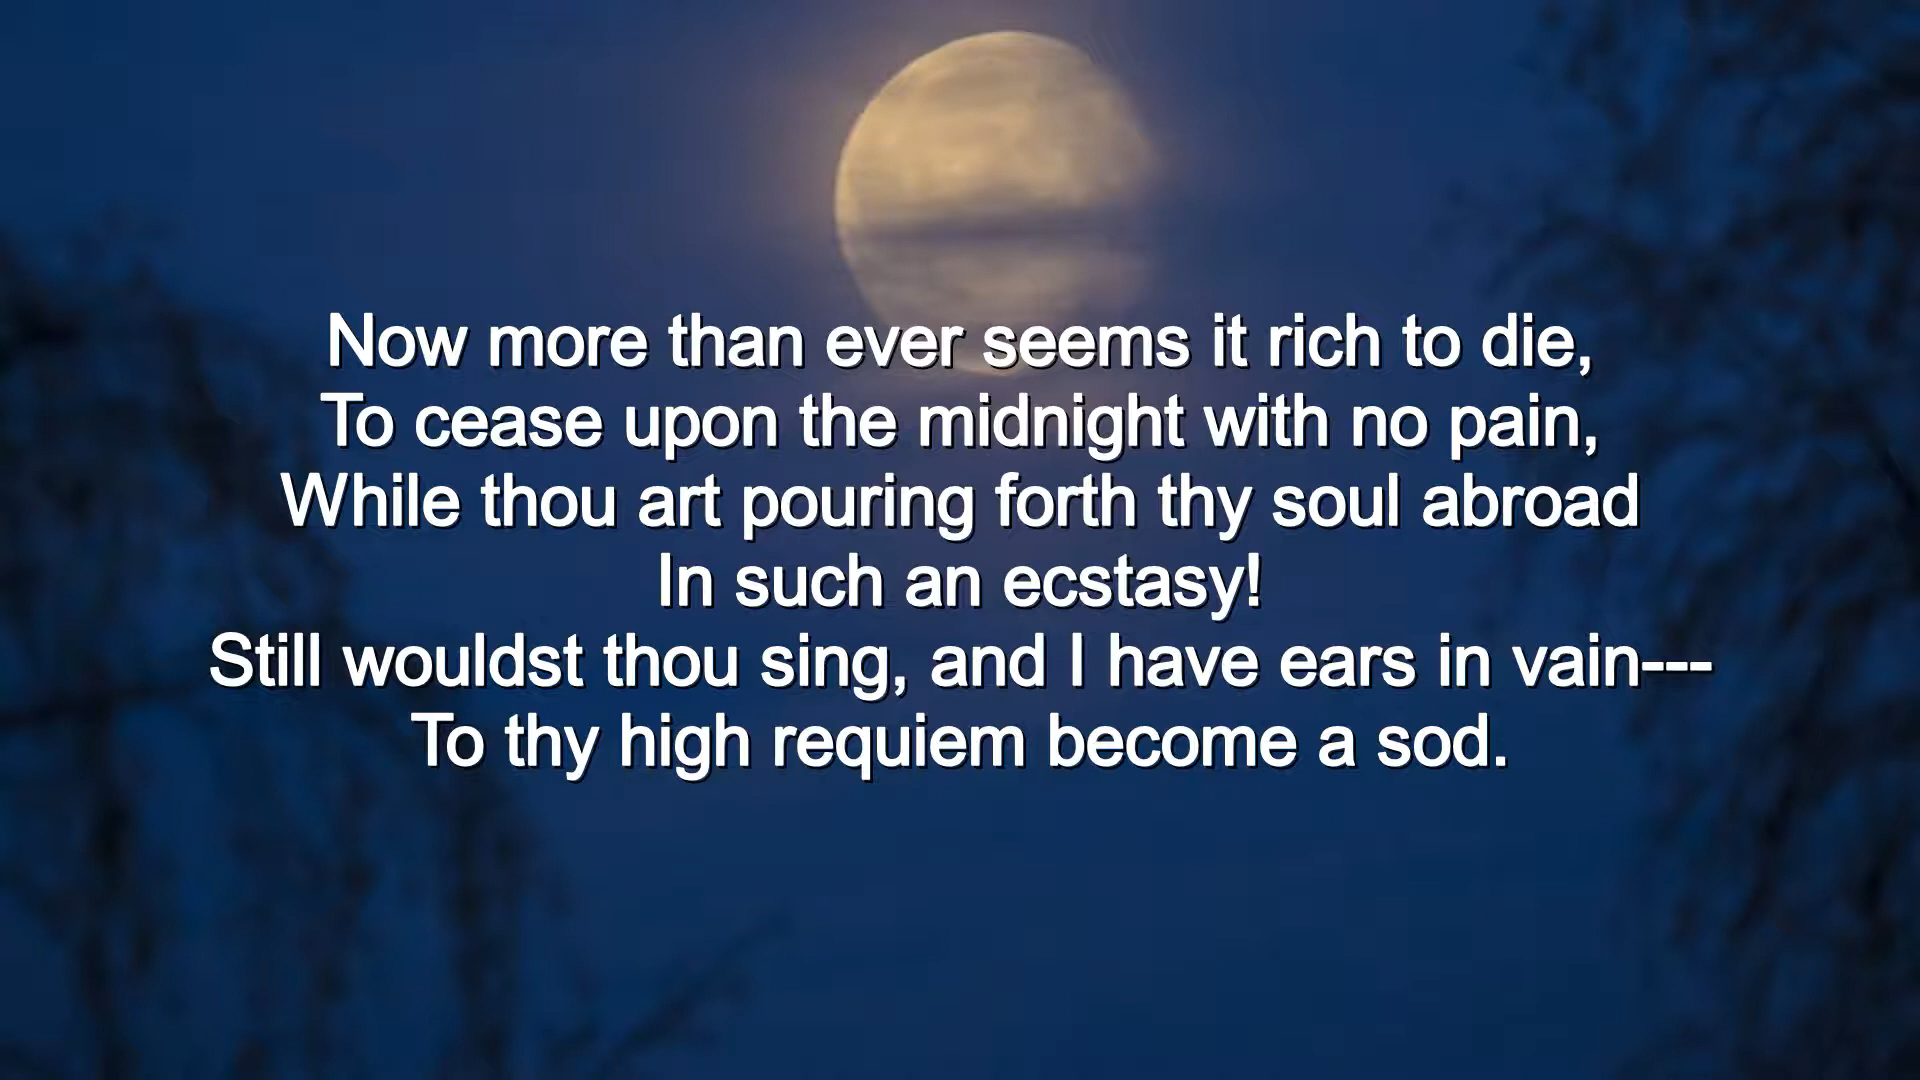 Now more than ever seems it rich to die,
To cease upon the midnight with no pain,
While thou art pouring forth thy soul abroad
In such an ecstasy!
Still wouldst thou sing, and I have ears in vain---
To thy high requiem become a sod.